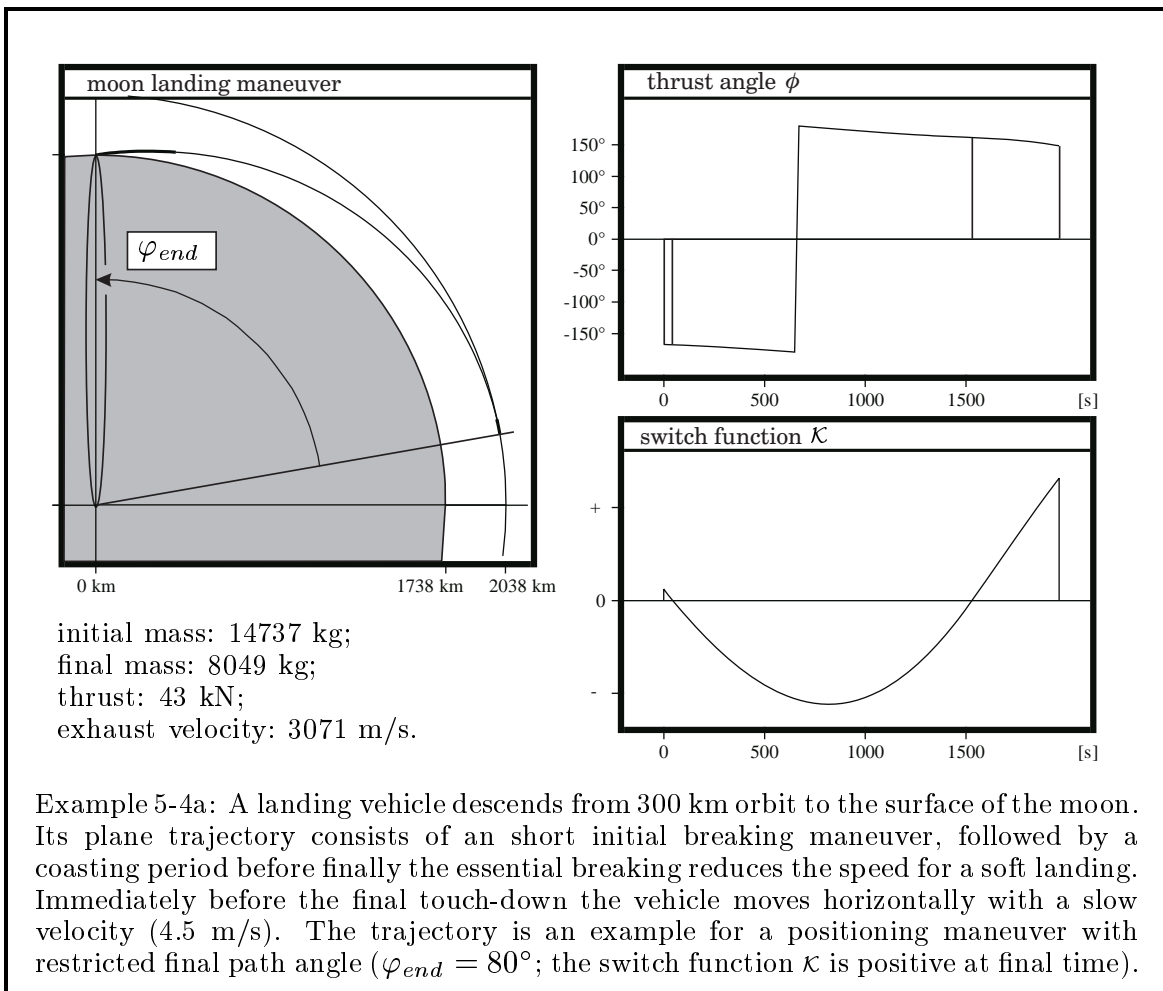 moon landing maneuver
φend
0 km
1738 km
2038 km
thrust angle ϕ
150°
100°
50°
0°
-50°
-100°
-150°
0
500
1000
1500
[s]
switch function 𝒦
+
0
-
0
500
1000
1500
[s]
initial mass: 14737 kg;
final mass: 8049 kg;
thrust: 43 kN;
exhaust velocity: 3071 m/s.
Example 5-4a: A landing vehicle descends from 300 km orbit to the surface of the moon.
Its plane trajectory consists of an short initial breaking maneuver, followed by a
coasting period before finally the essential breaking reduces the speed for a soft landing.
Immediately before the final touch-down the vehicle moves horizontally with a slow
velocity (4.5 m/s). The trajectory is an example for a positioning maneuver with
restricted final path angle (φend = 80°; the switch function 𝒦 is positive at final time).